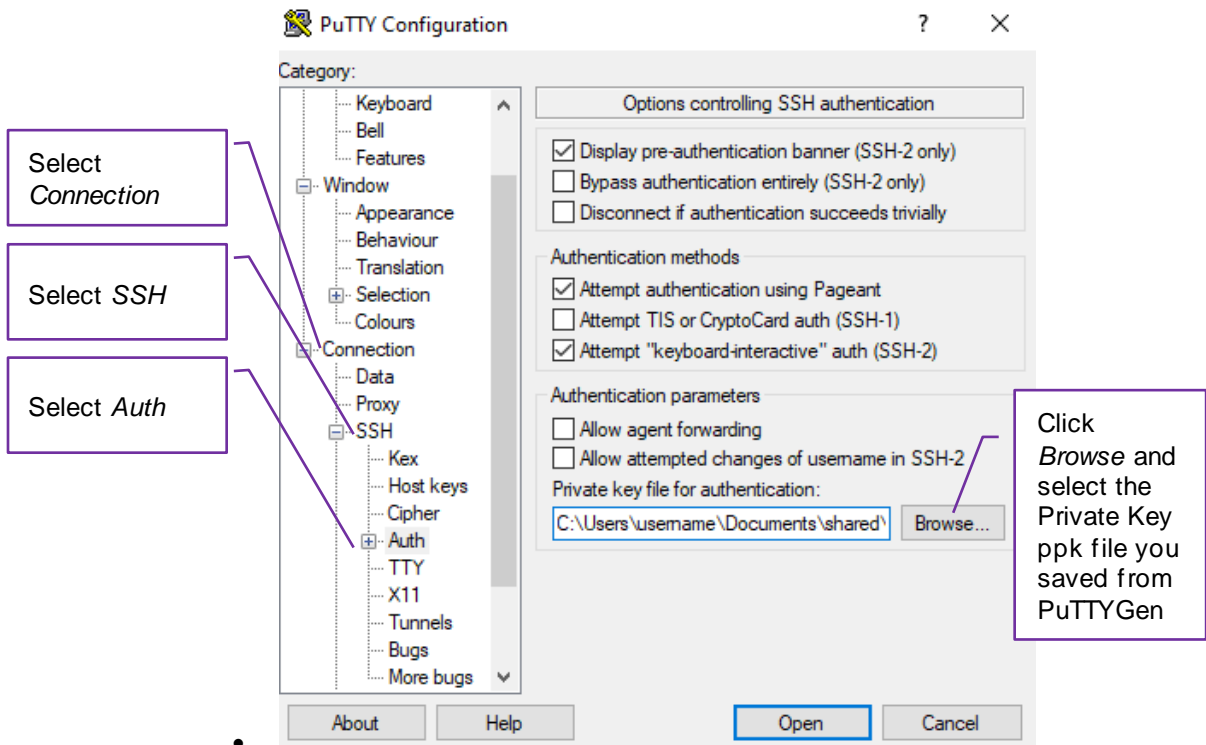 PuTTY Configuration
?
Category:
Keyboard
Bell
Features
Window
Appearance
Behaviour
Translation
Selection
Colours
Connection
Data
Proxy
SSH
Kex
Host keys
Cipher
Auth
TTY
X11
Tunnels
Bugs
More bugs
Options controlling SSH authentication
Display pre-authentication banner (SSH-2 only)
Bypass authentication entirely (SSH-2 only)
Disconnect if authentication succeeds trivially
Authentication methods
Attempt authentication using Pageant
Attempt TIS or CryptoCard auth (SSH-1)
Attempt "keyboard-interactive" auth (SSH-2)
Authentication parameters
Allow agent forwarding
Allow attempted changes of username in SSH-2
Private key file for authentication:
C:\Users\username\Documents\shared\
Browse...
About
Help
Open
Cancel
Select
Connection
Select SSH
Select Auth
Click
Browse and
select the
Private Key
ppk file you
saved from
PuTTYGen